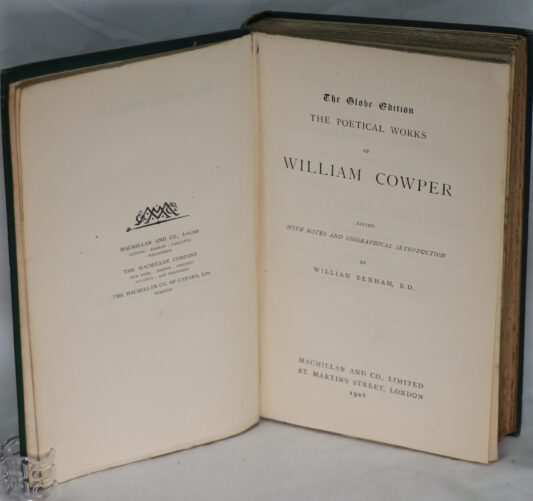 MACMILLAN AND CO., LIMITED
LONDON · BOMBAY · CALCUTTA
MELBOURNE
THE MACMILLAN COMPANY
NEW YORK · BOSTON · CHICAGO
ATLANTA · SAN FRANCISCO
THE MACMILLAN CO. OF CANADA, LTD.
TORONTO
The Globe Edition
THE POETICAL WORKS
OF
WILLIAM COWPER
EDITED
WITH NOTES AND BIOGRAPHICAL INTRODUCTION
BY
WILLIAM BENHAM, B.D.
MACMILLAN AND CO., LIMITED
ST. MARTIN'S STREET, LONDON